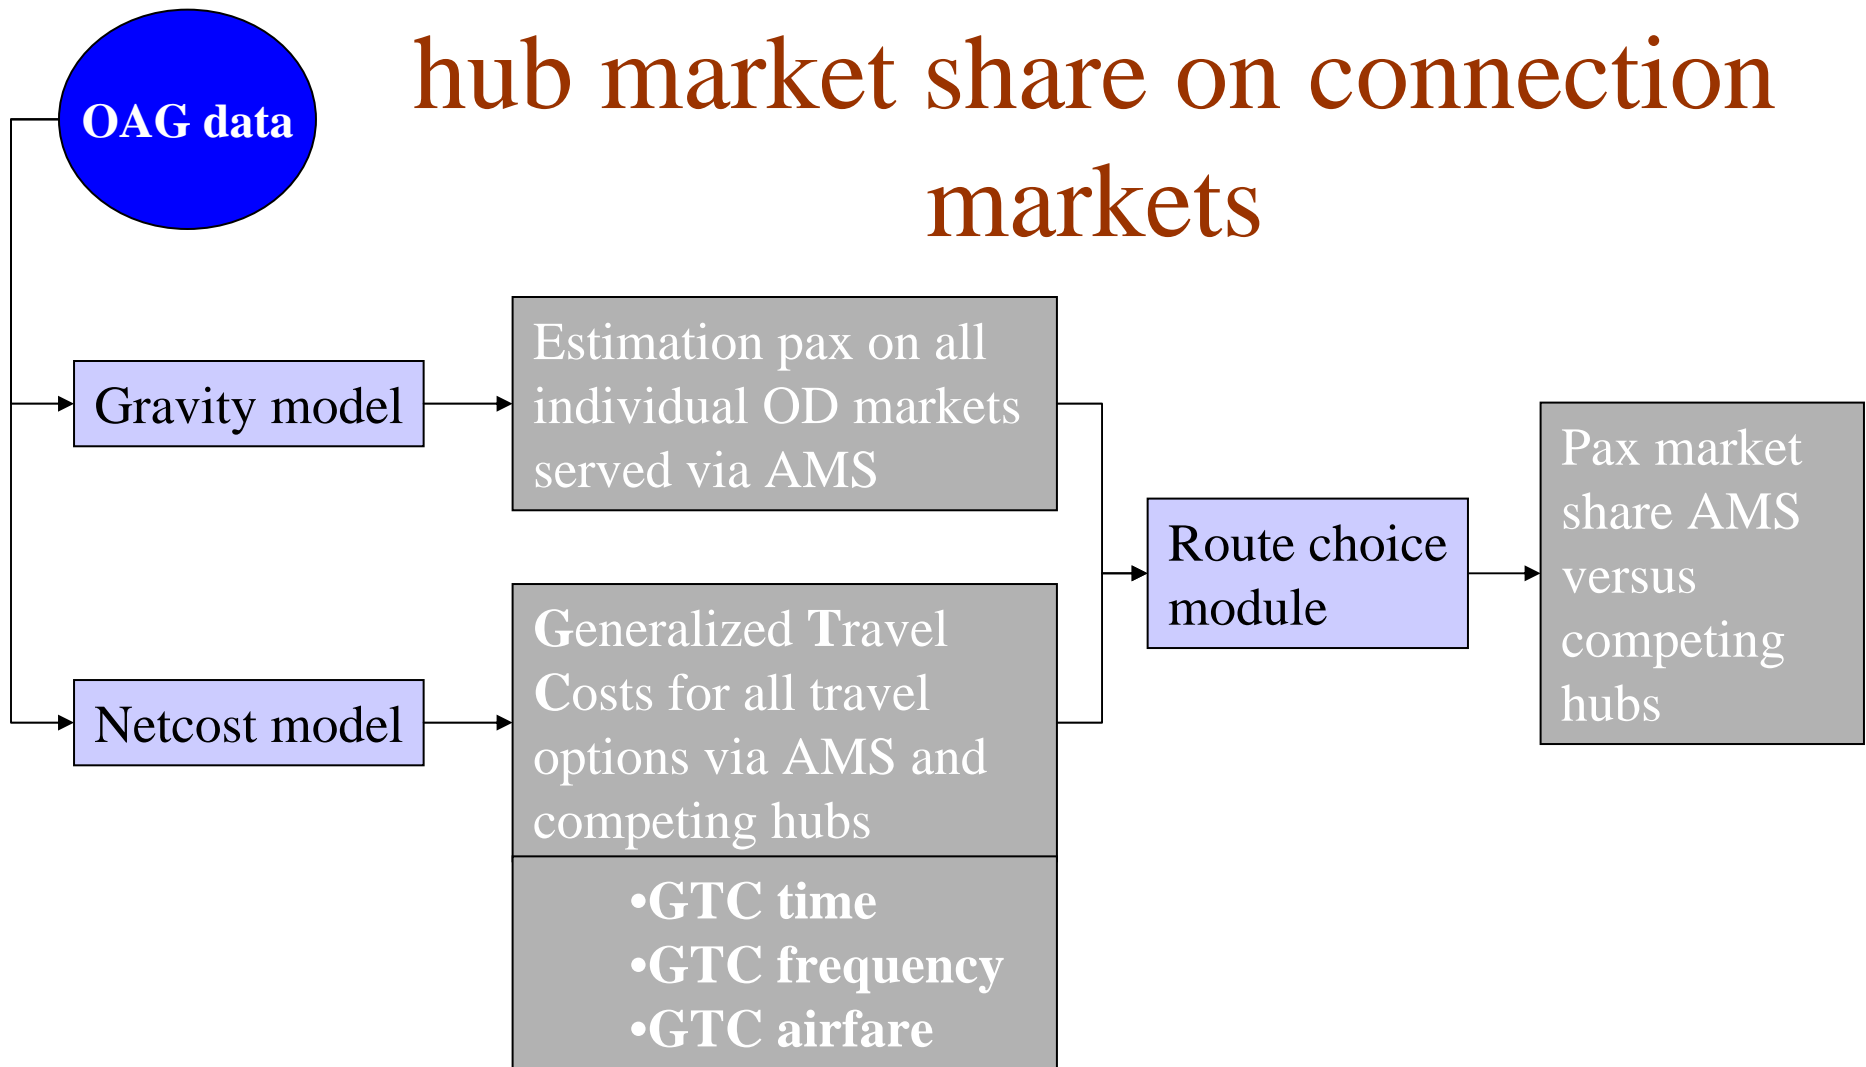 hub market share on connection
markets
OAG data
Gravity model
Estimation pax on all
individual OD markets
served via AMS
Netcost model
Generalized Travel
Costs for all travel
options via AMS and
competing hubs
•GTC time
•GTC frequency
•GTC airfare
Route choice
module
Pax market
share AMS
versus
competing
hubs